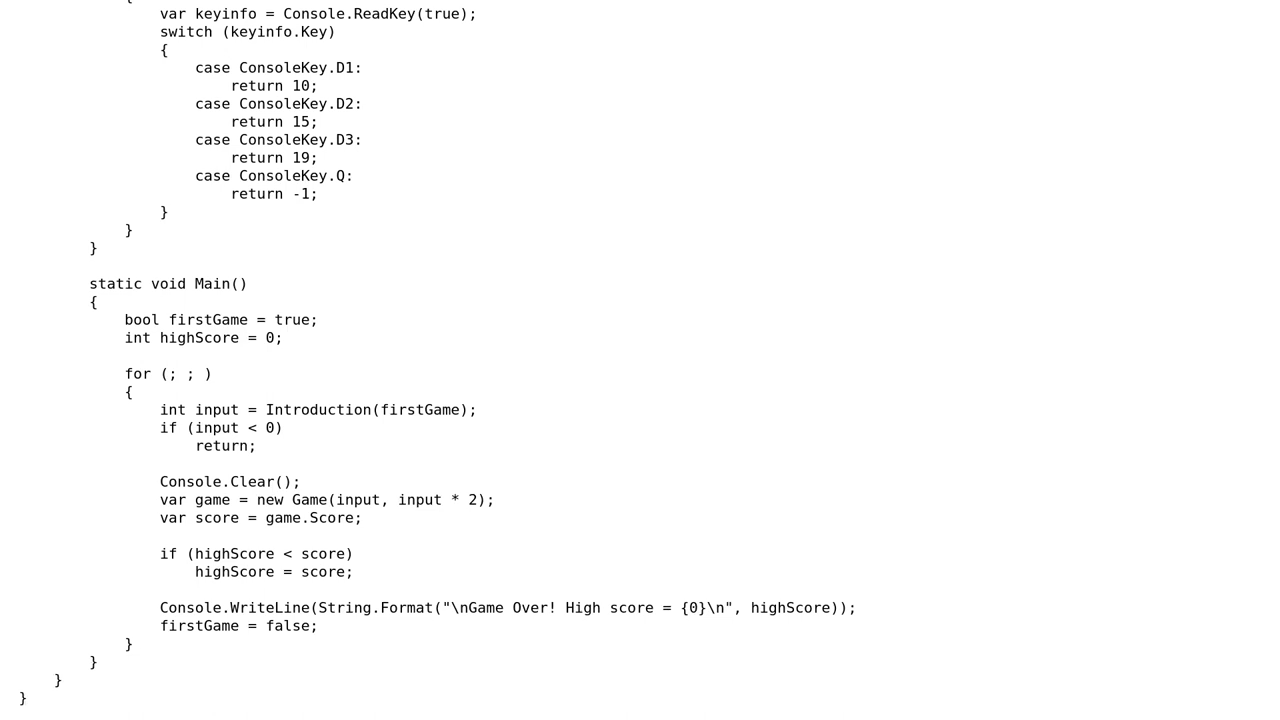 {
var keyinfo = Console.ReadKey(true);
switch (keyinfo.Key)
{
case ConsoleKey.D1:
return 10;
case ConsoleKey.D2:
return 15;
case ConsoleKey.D3:
return 19;
case ConsoleKey.Q:
return -1;
}
}
}
static void Main()
{
bool firstGame = true;
int highScore = 0;
for (; ; )
{
int input = Introduction(firstGame);
if (input < 0)
return;
Console.Clear();
var game = new Game(input, input * 2);
var score = game.Score;
if (highScore < score)
highScore = score;
Console.WriteLine(String.Format("\nGame Over! High score = {0}\n", highScore));
firstGame = false;
}
}
}
}